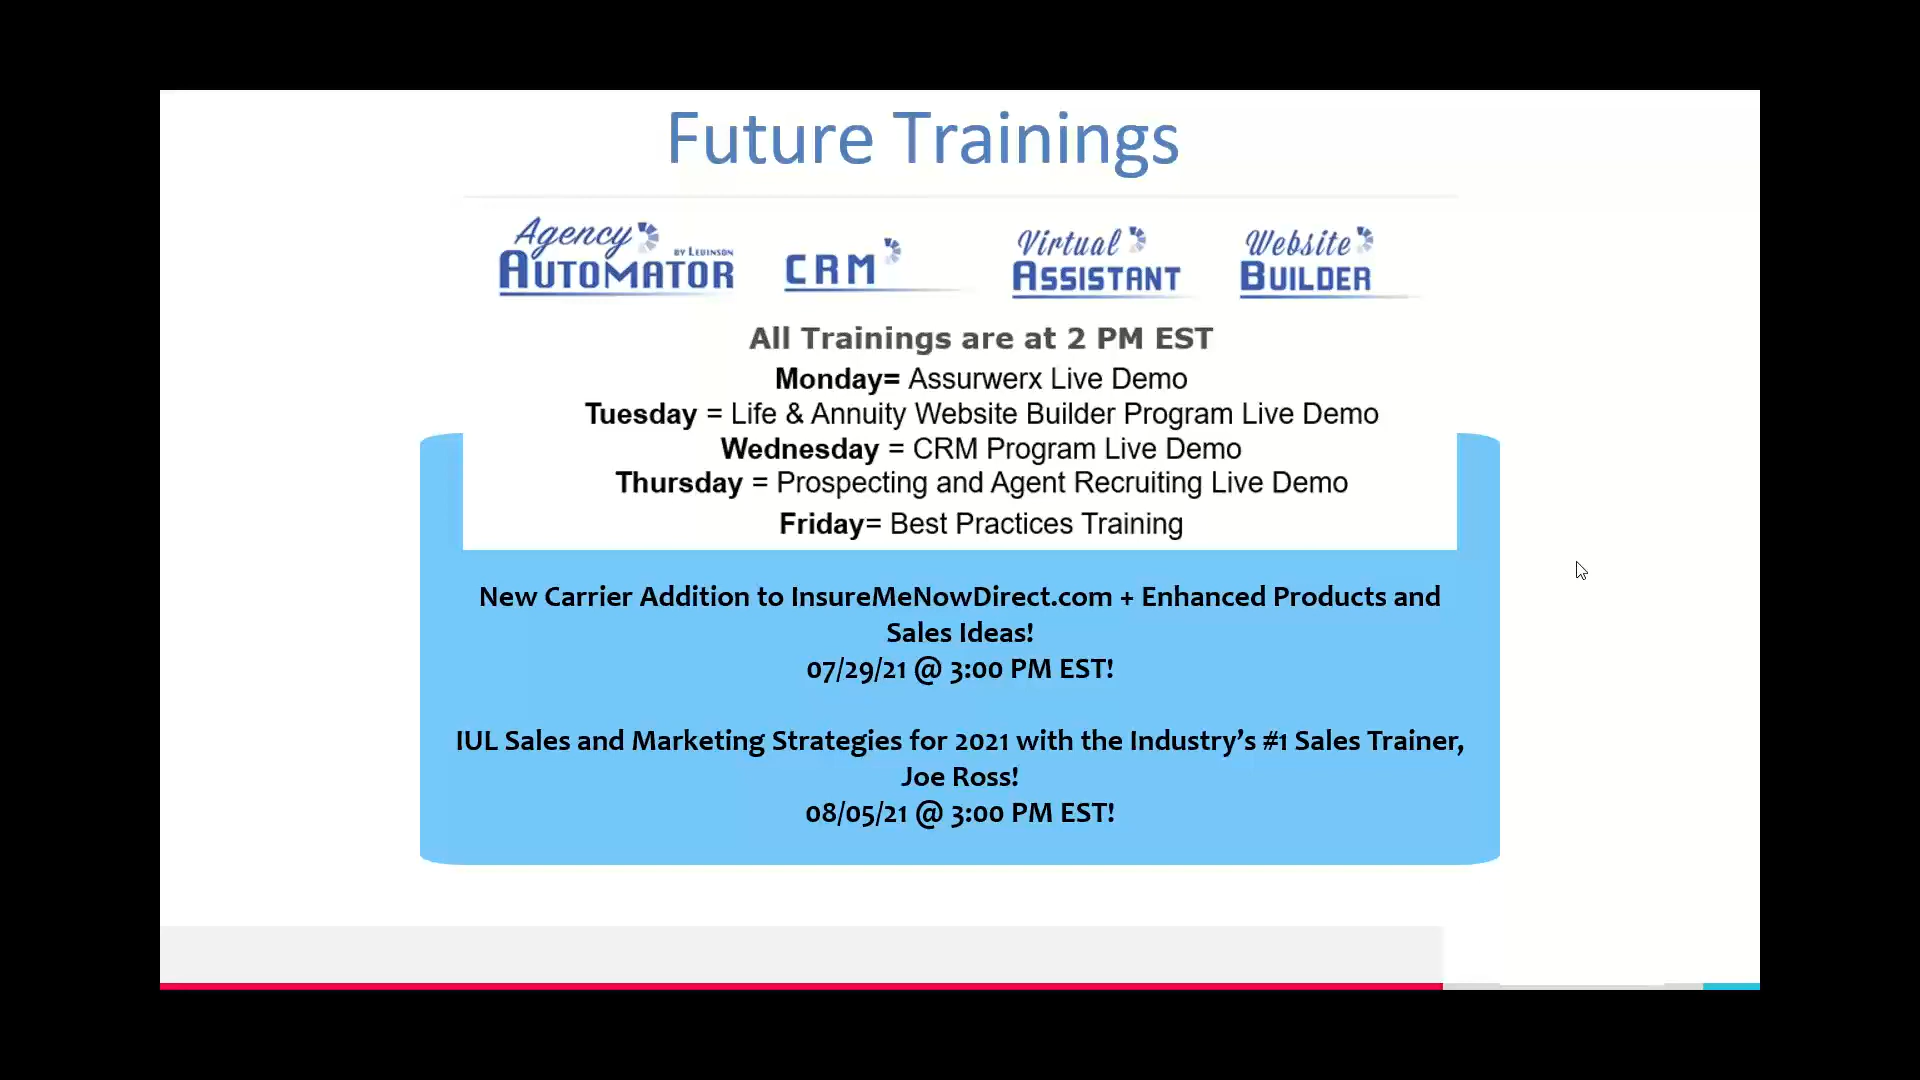 Future Trainings
Agency
AUTOMATOR
BY LEDINSON
CRM
Virtual
ASSISTANT
Website
BUILDER
All Trainings are at 2 PM EST
Monday= Assurwerx Live Demo
Tuesday = Life & Annuity Website Builder Program Live Demo
Wednesday = CRM Program Live Demo
Thursday = Prospecting and Agent Recruiting Live Demo
Friday= Best Practices Training
New Carrier Addition to InsureMeNowDirect.com + Enhanced Products and
Sales Ideas!
07/29/21 @ 3:00 PM EST!
IUL Sales and Marketing Strategies for 2021 with the Industry’s #1 Sales Trainer,
Joe Ross!
08/05/21 @ 3:00 PM EST!